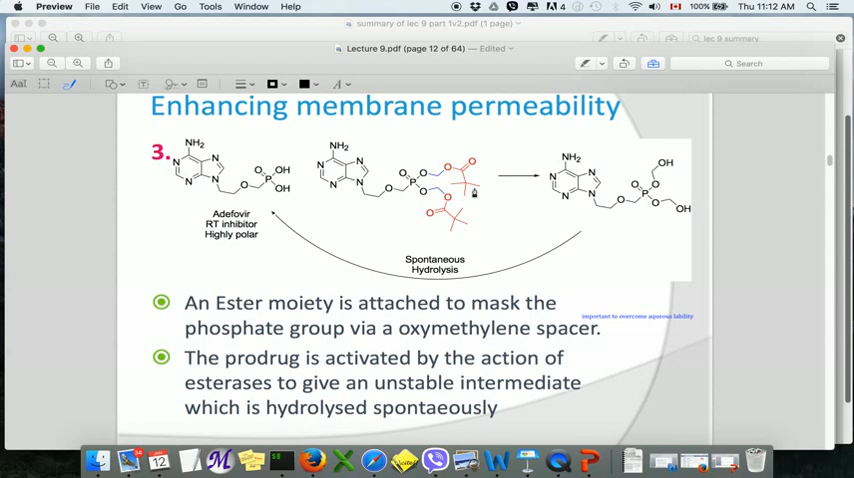 Preview File Edit View Go Tools Window Help
4 100% Thu 11:12 AM
summary of lec 9 part 1v2.pdf (1 page)
lec 9 summary
Lecture 9.pdf (page 12 of 64) — Edited
Search
AaI
Enhancing membrane permeability
3.
NH2 N N N N O O P OH OH
NH2 N N N N O O P O O O O O O
NH2 N N N N O O P O O OH OH
Adefovir
RT inhibitor
Highly polar
Spontaneous
Hydrolysis
An Ester moiety is attached to mask the
phosphate group via a oxymethylene spacer.
important to overcome aqueous lability
The prodrug is activated by the action of
esterases to give an unstable intermediate
which is hydrolysed spontaeously